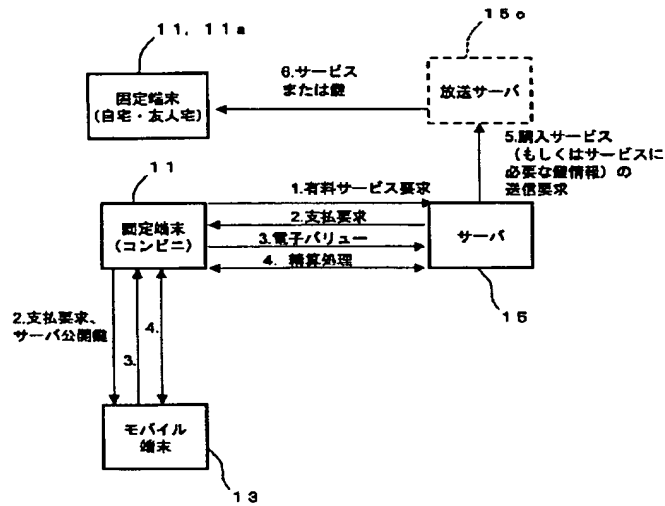 11，11a
15c
固定端末
(自宅・友人宅)
6.サービス
または鍵
放送サーバ
5.購入サービス
(もしくはサービスに
必要な鍵情報)の
送信要求
11
1.有料サービス要求
固定端末
(コンビニ)
2.支払要求
3.電子バリュー
4. 精算処理
サーバ
15
2.支払要求、
サーバ公開鍵
3.
4.
モバイル
端末
13